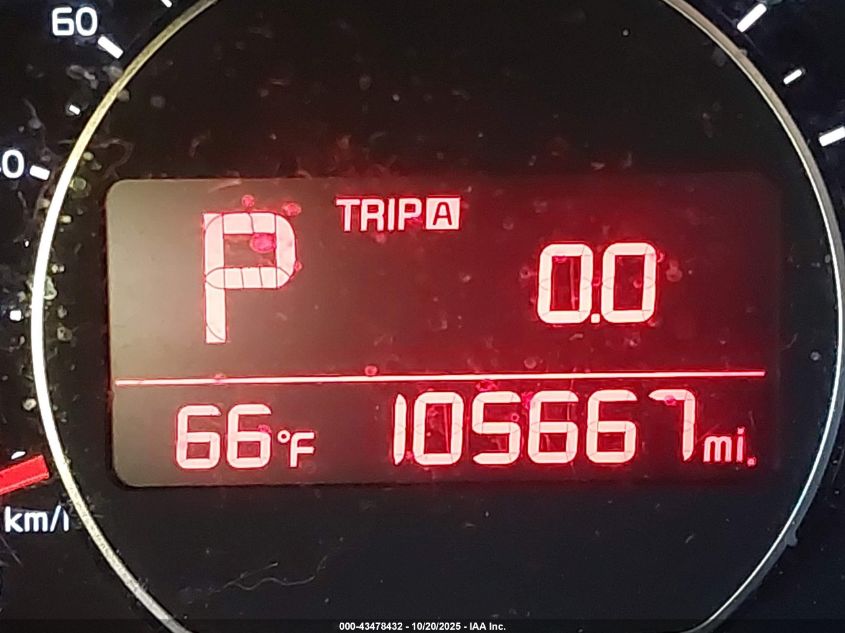 60
P
TRIP A
0.0
66°F
105667 mi.
km/
000-43478432 - 10/20/2025 - IAA Inc.